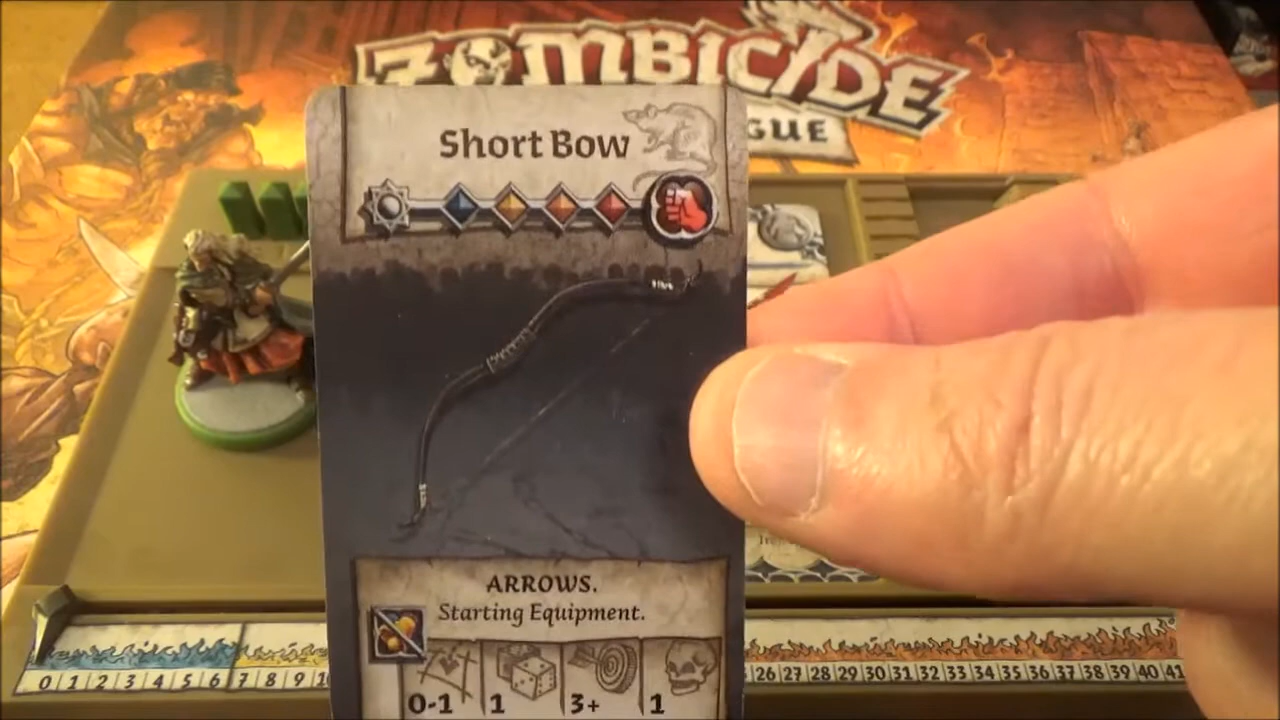 ZOMBICIDE
GUE
Short Bow
ARROWS.
Starting Equipment.
0-1 1 3+ 1
0 1 2 3 4 5 6 7 8 9 1
26 27 28 29 30 31 32 33 34 35 36 37 38 39 40 41